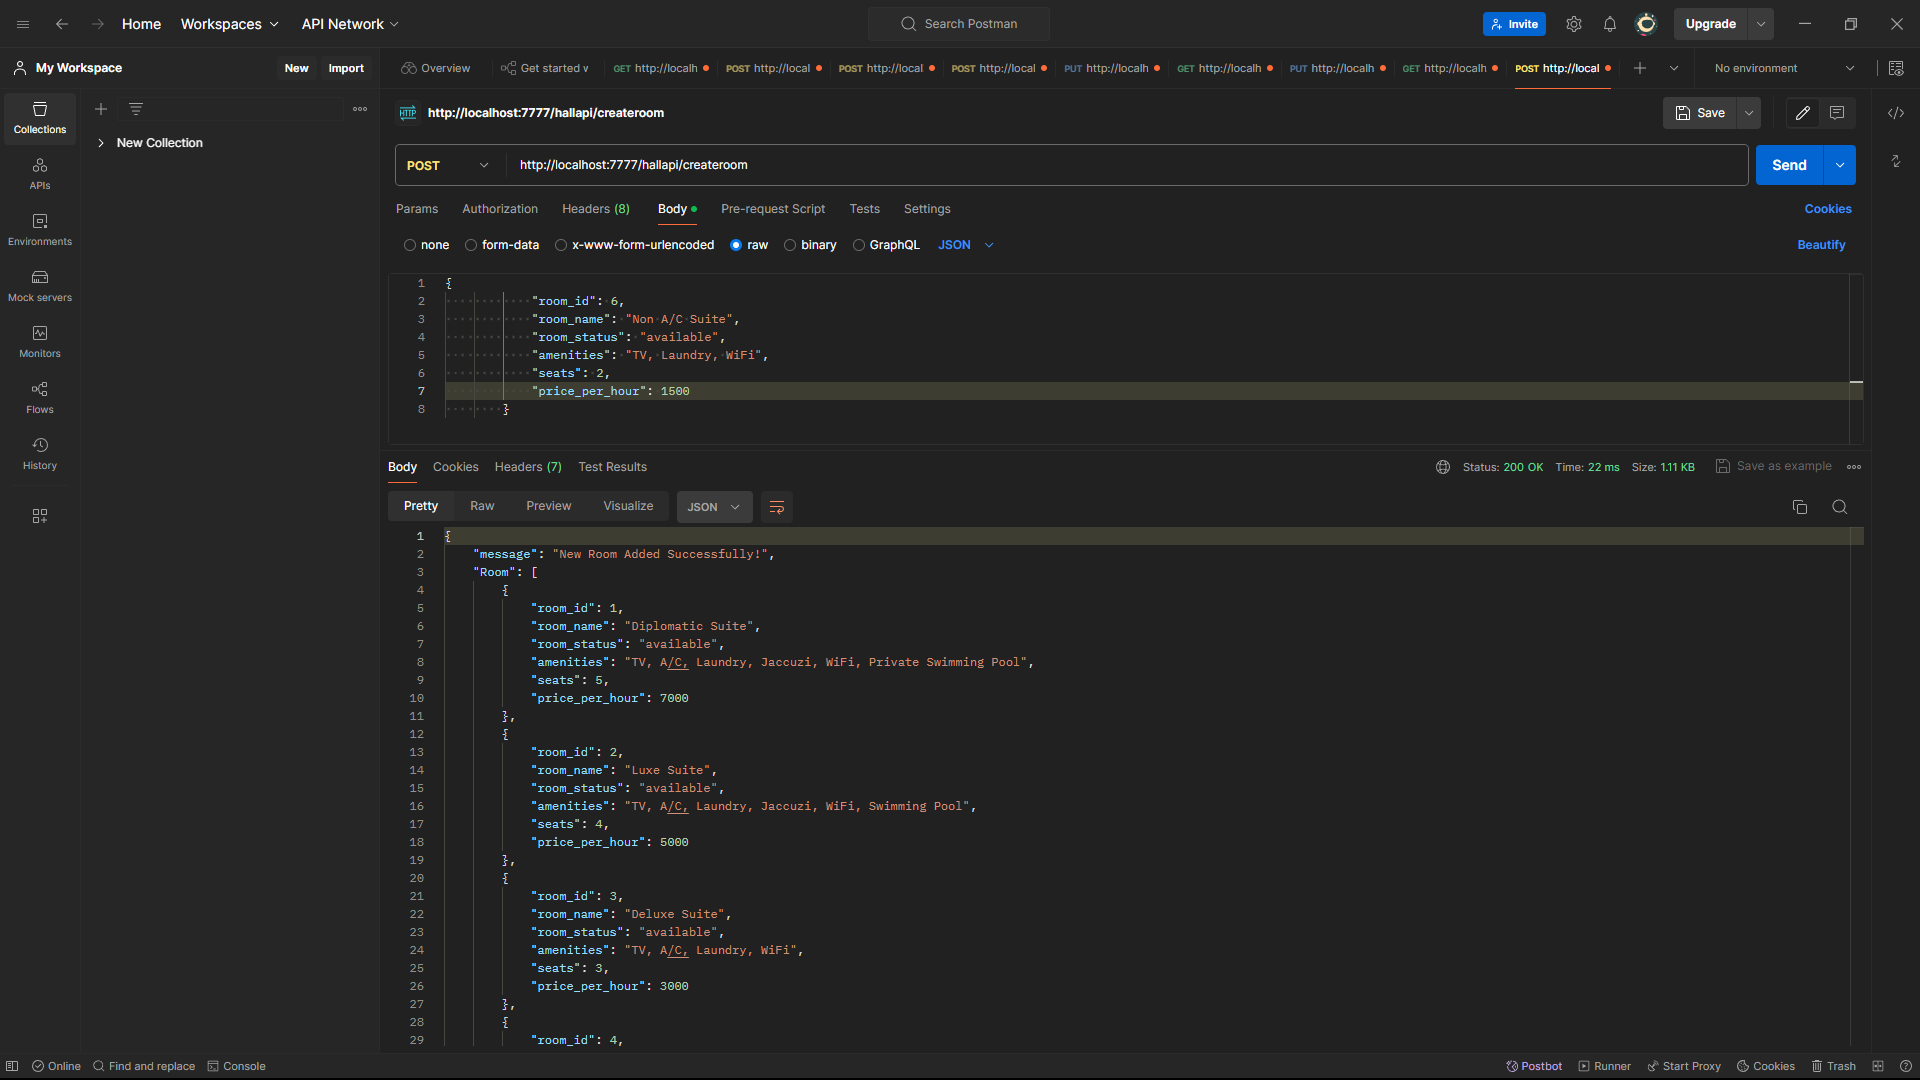 Home Workspaces API Network Search Postman Invite Upgrade
My Workspace New Import Overview Get started w GET http://localh POST http://local POST http://local POST http://local PUT http://localh GET http://localh PUT http://localh GET http://localh POST http://local No environment
Collections
New Collection
APIs
Environments
Mock servers
Monitors
Flows
History
HTTP http://localhost:7777/hallapi/createroom Save
POST http://localhost:7777/hallapi/createroom Send
Params Authorization Headers (8) Body Pre-request Script Tests Settings Cookies
none form-data x-www-form-urlencoded raw binary GraphQL JSON Beautify
1 {
2 "room_id": 6,
3 "room_name": "Non A/C Suite",
4 "room_status": "available",
5 "amenities": "TV, Laundry, WiFi",
6 "seats": 2,
7 "price_per_hour": 1500
8 }
Body Cookies Headers (7) Test Results Status: 200 OK Time: 22 ms Size: 1.11 KB Save as example
Pretty Raw Preview Visualize JSON
1 {
2 "message": "New Room Added Successfully!",
3 "Room": [
4 {
5 "room_id": 1,
6 "room_name": "Diplomatic Suite",
7 "room_status": "available",
8 "amenities": "TV, A/C, Laundry, Jaccuzi, WiFi, Private Swimming Pool",
9 "seats": 5,
10 "price_per_hour": 7000
11 },
12 {
13 "room_id": 2,
14 "room_name": "Luxe Suite",
15 "room_status": "available",
16 "amenities": "TV, A/C, Laundry, Jaccuzi, WiFi, Swimming Pool",
17 "seats": 4,
18 "price_per_hour": 5000
19 },
20 {
21 "room_id": 3,
22 "room_name": "Deluxe Suite",
23 "room_status": "available",
24 "amenities": "TV, A/C, Laundry, WiFi",
25 "seats": 3,
26 "price_per_hour": 3000
27 },
28 {
29 "room_id": 4,
Online Find and replace Console Postbot Runner Start Proxy Cookies Trash